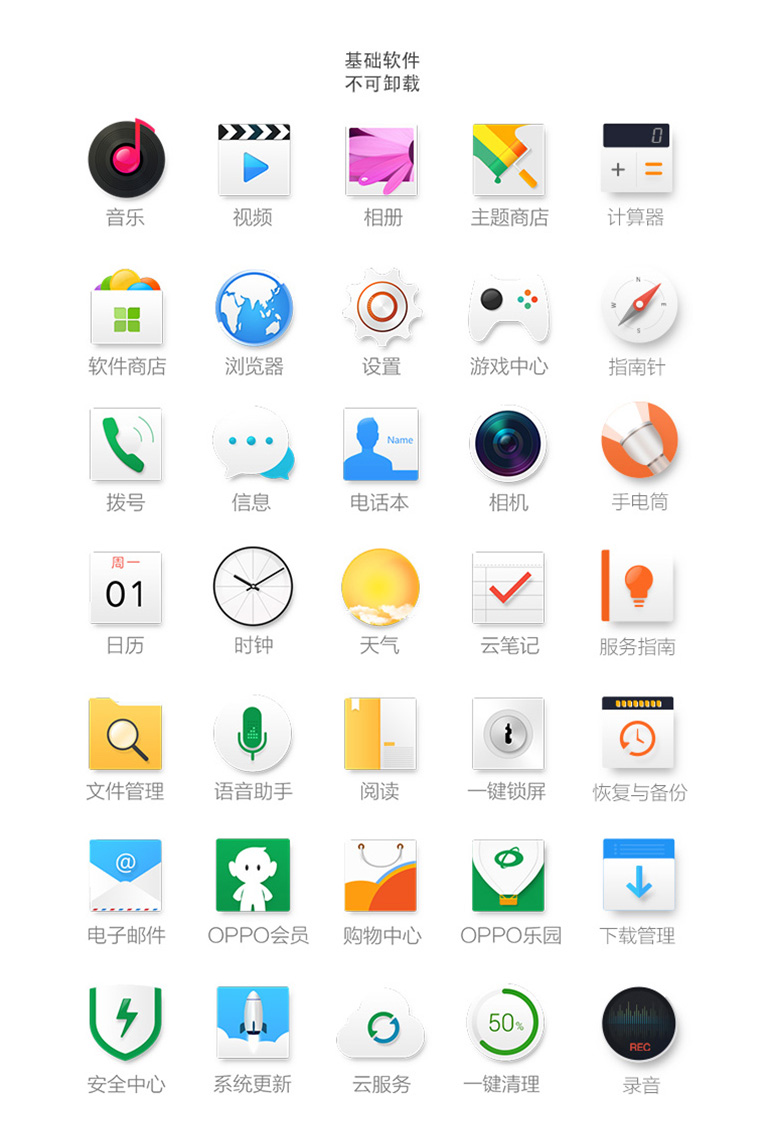 基础软件
不可卸载
0
音乐 视频 相册 主题商店 计算器
N
W E
S
软件商店 浏览器 设置 游戏中心 指南针
Name
拨号 信息 电话本 相机 手电筒
周一
01
日历 时钟 天气 云笔记 服务指南
文件管理 语音助手 阅读 一键锁屏 恢复与备份
@
电子邮件 OPPO会员 购物中心 OPPO乐园 下载管理
50%
REC
安全中心 系统更新 云服务 一键清理 录音